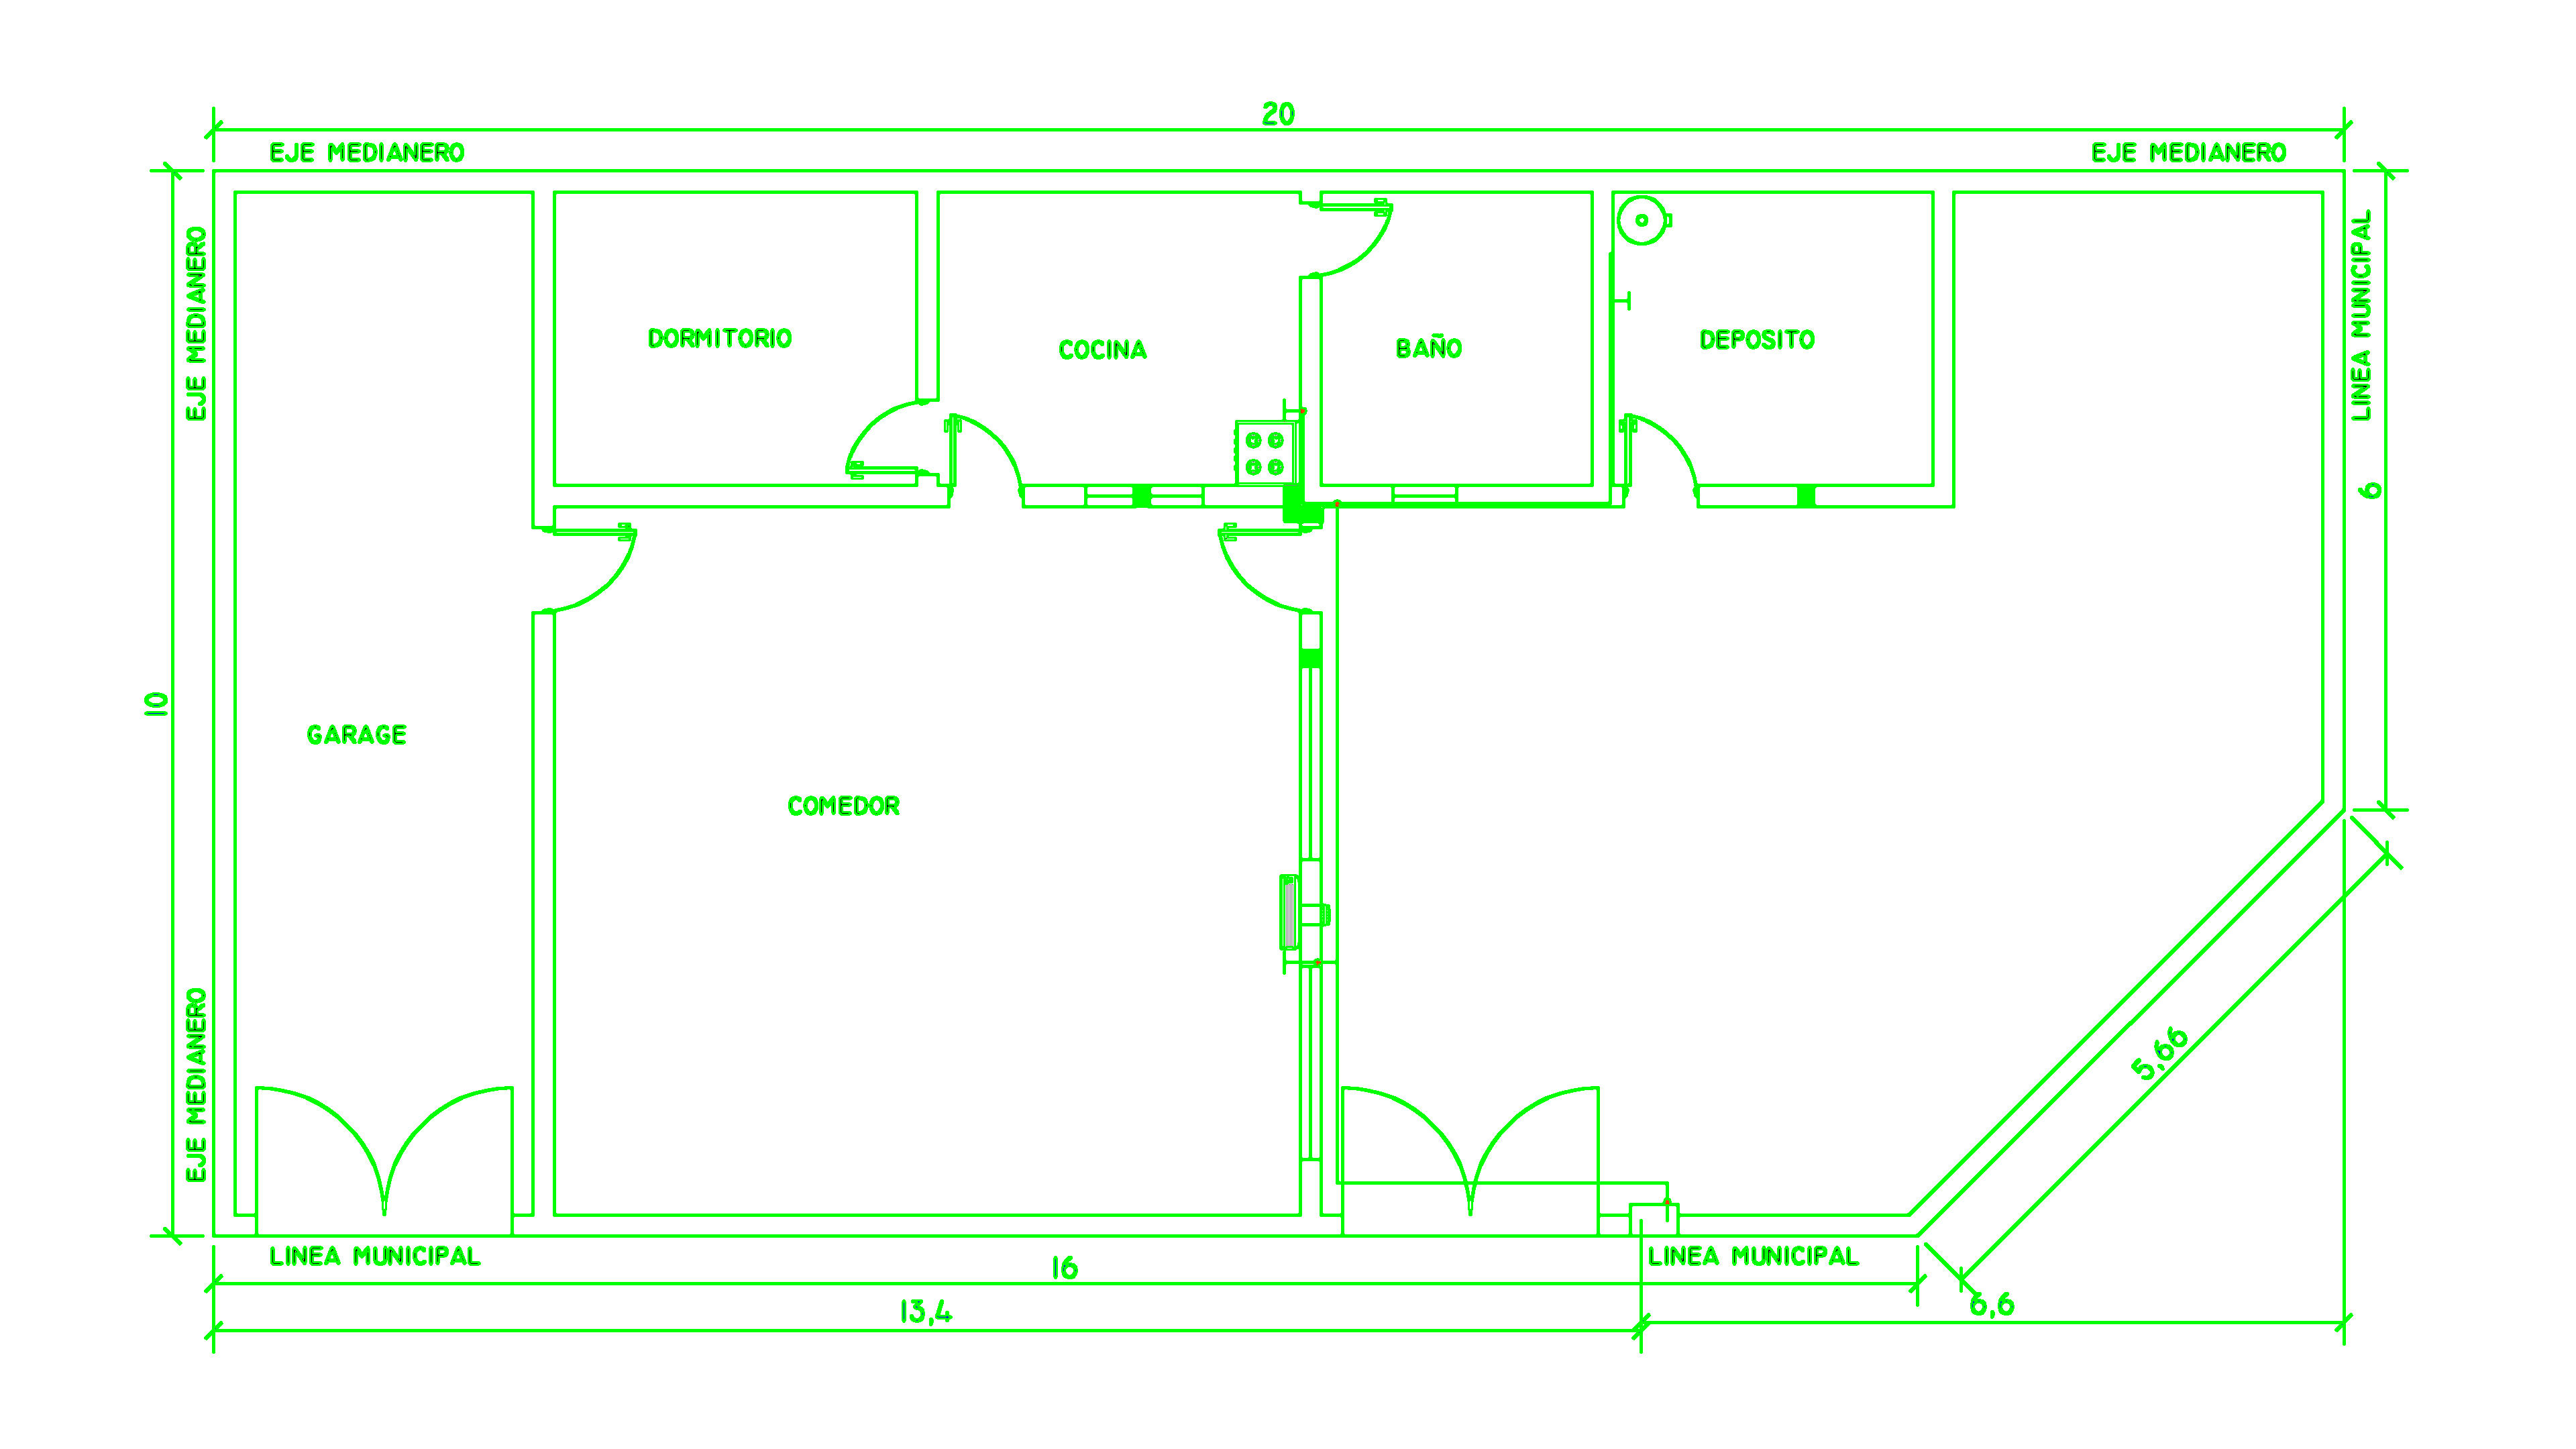 20
EJE MEDIANERO
EJE MEDIANERO
EJE MEDIANERO
LINEA MUNICIPAL
DORMITORIO
COCINA
BAÑO
DEPOSITO
6
10
GARAGE
COMEDOR
EJE MEDIANERO
5,66
LINEA MUNICIPAL
LINEA MUNICIPAL
16
13,4
6,6